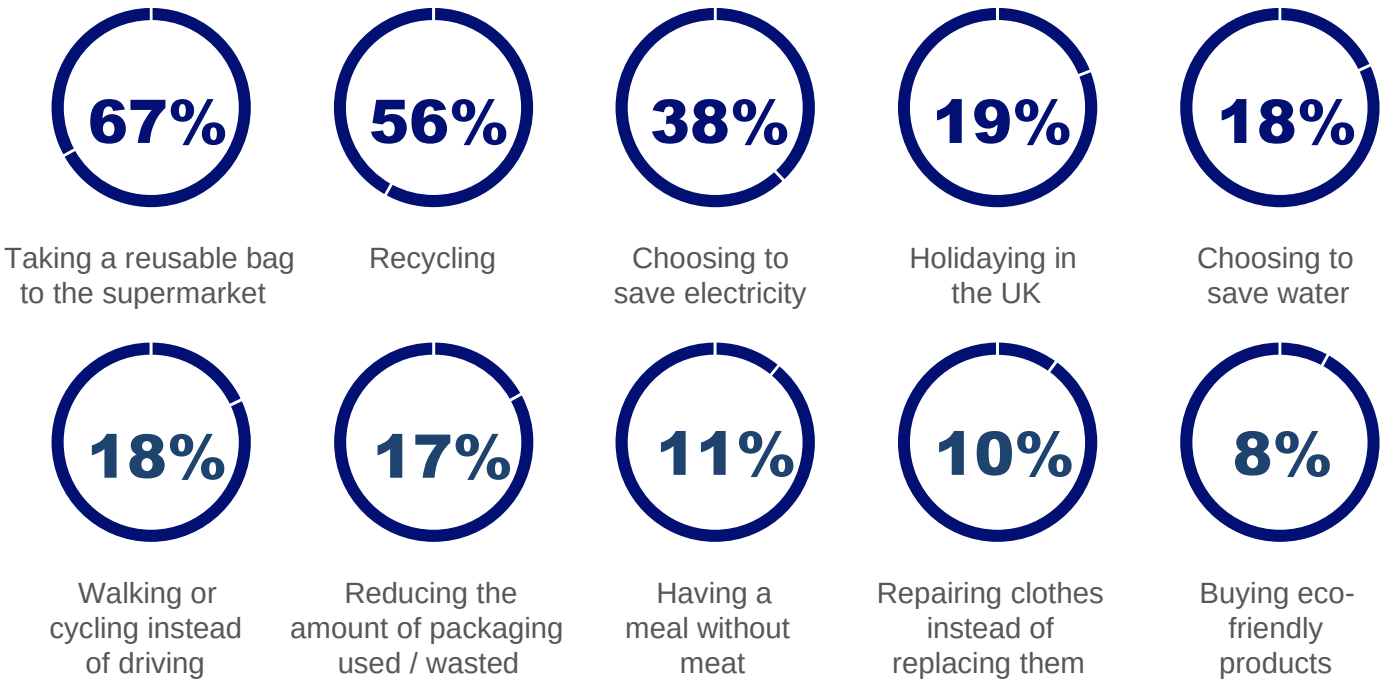 67%
56%
38%
19%
18%
Taking a reusable bag
to the supermarket
Recycling
Choosing to
save electricity
Holidaying in
the UK
Choosing to
save water
18%
17%
11%
10%
8%
Walking or
cycling instead
of driving
Reducing the
amount of packaging
used / wasted
Having a
meal without
meat
Repairing clothes
instead of
replacing them
Buying eco-
friendly
products